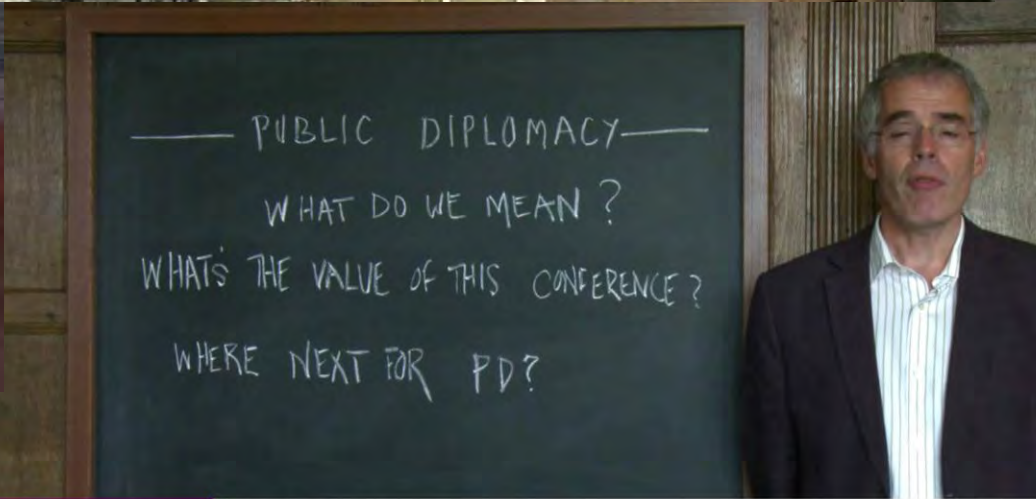 PUBLIC DIPLOMACY
WHAT DO WE MEAN?
WHAT'S THE VALUE OF THIS CONFERENCE?
WHERE NEXT FOR PD?